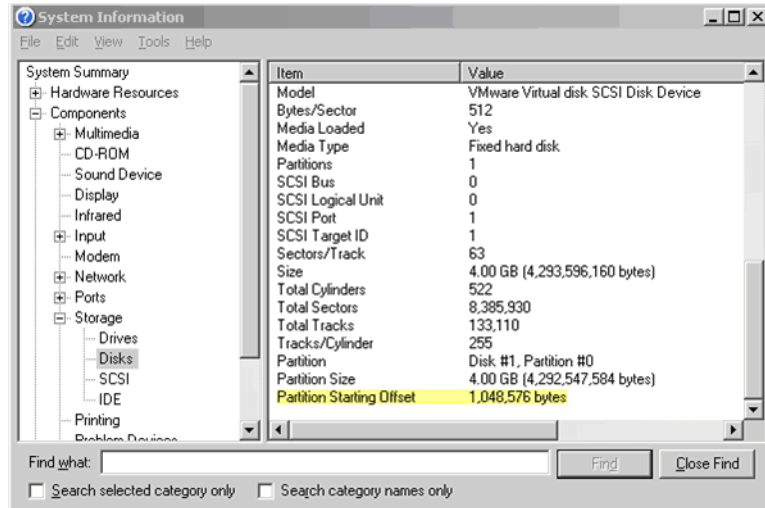 System Information
File Edit View Tools Help
System Summary
Hardware Resources
Components
Multimedia
CD-ROM
Sound Device
Display
Infrared
Input
Modem
Network
Ports
Storage
Drives
Disks
SCSI
IDE
Printing
Problem Devices
Item Value
Model VMware Virtual disk SCSI Disk Device
Bytes/Sector 512
Media Loaded Yes
Media Type Fixed hard disk
Partitions 1
SCSI Bus 0
SCSI Logical Unit 0
SCSI Port 1
SCSI Target ID 1
Sectors/Track 63
Size 4.00 GB (4,293,596,160 bytes)
Total Cylinders 522
Total Sectors 8,385,930
Total Tracks 133,110
Tracks/Cylinder 255
Partition Disk #1, Partition #0
Partition Size 4.00 GB (4,292,547,584 bytes)
Partition Starting Offset 1,048,576 bytes
Find what: Find Close Find
Search selected category only Search category names only